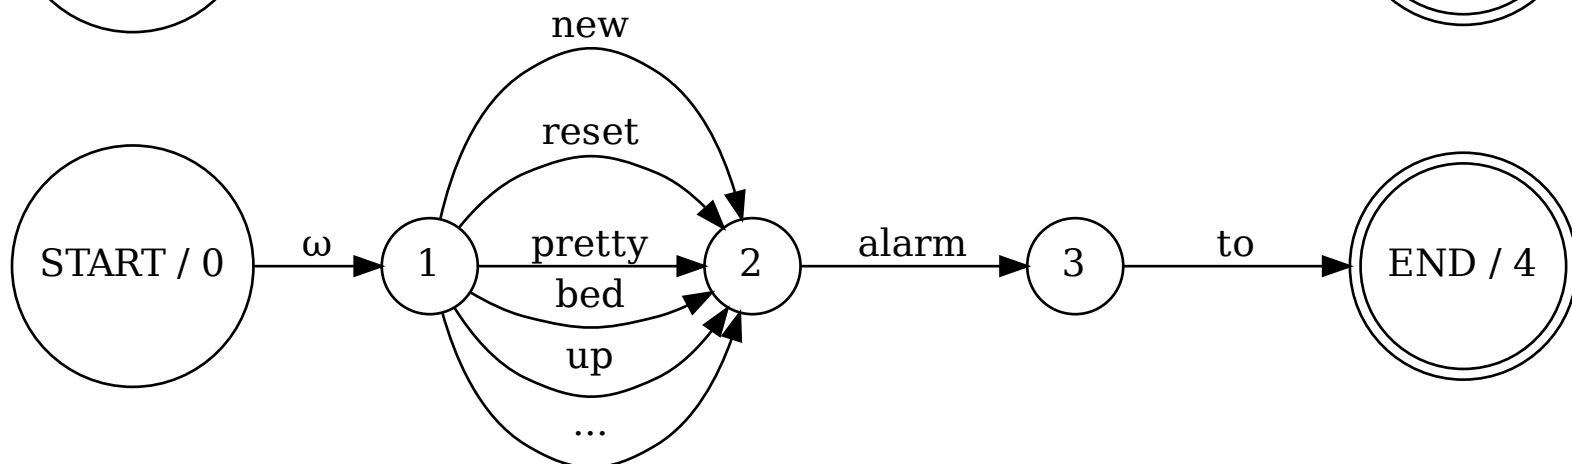 new
reset
START / 0 ω 1 pretty 2 alarm 3 to END / 4
bed
up
...